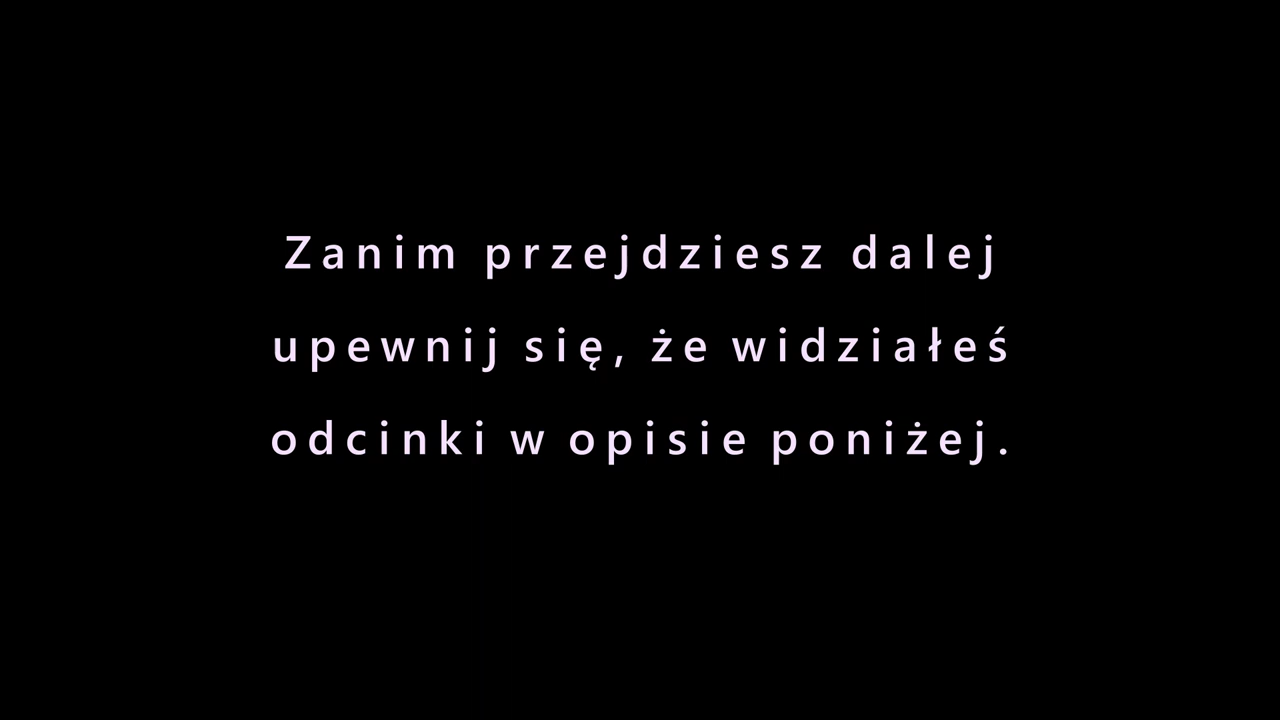 Zanim przejdziesz dalej
upewnij się, że widziałeś
odcinki w opisie poniżej.